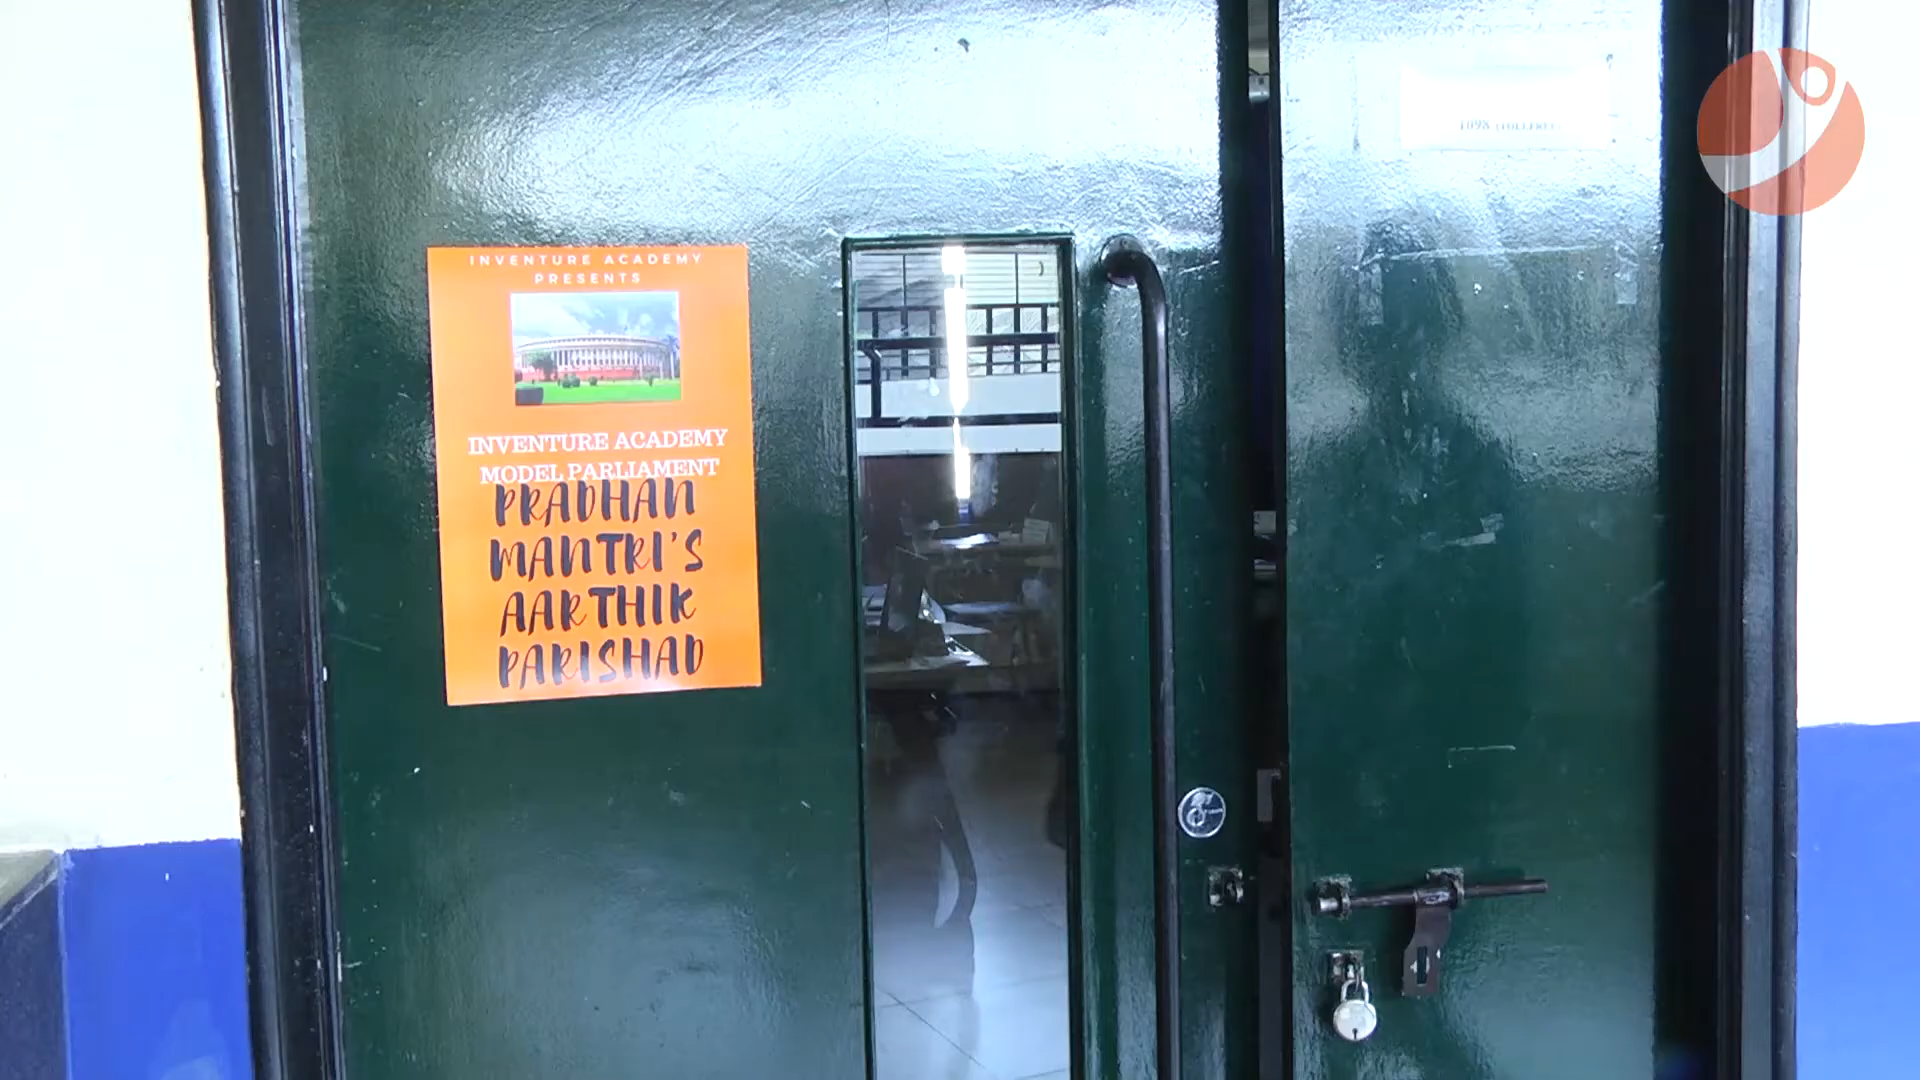 INVENTURE ACADEMY
PRESENTS
INVENTURE ACADEMY
MODEL PARLIAMENT
PRADHAN
MANTRI'S
AARTHIK
PARISHAD